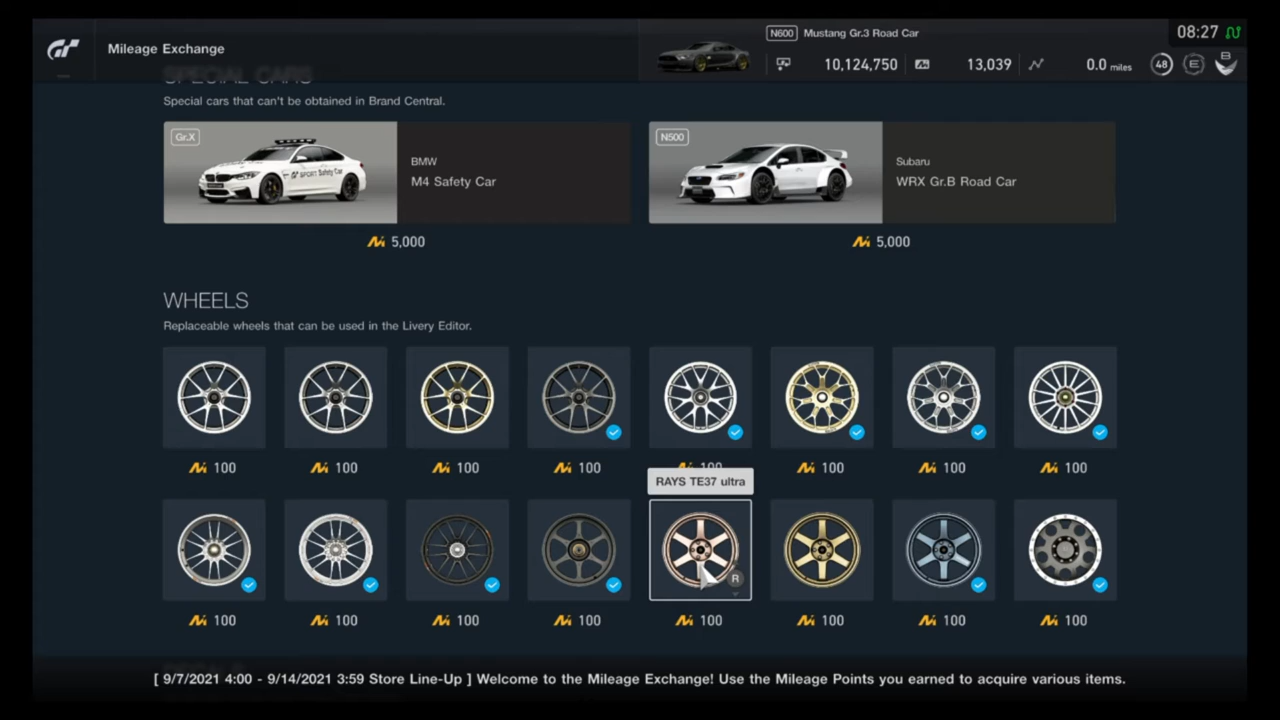 N600 Mustang Gr.3 Road Car
08:27
Mileage Exchange
10,124,750 13,039 0.0 miles 48 E B
SPECIAL CARS
Special cars that can't be obtained in Brand Central.
Gr.X
SPORT Safety Car
BMW
M4 Safety Car
5,000
N500
Subaru
WRX Gr.B Road Car
5,000
WHEELS
Replaceable wheels that can be used in the Livery Editor.
100 100 100 100 100 100 100 100
RAYS TE37 ultra
R
100 100 100 100 100 100 100 100
[ 9/7/2021 4:00 - 9/14/2021 3:59 Store Line-Up ] Welcome to the Mileage Exchange! Use the Mileage Points you earned to acquire various items.